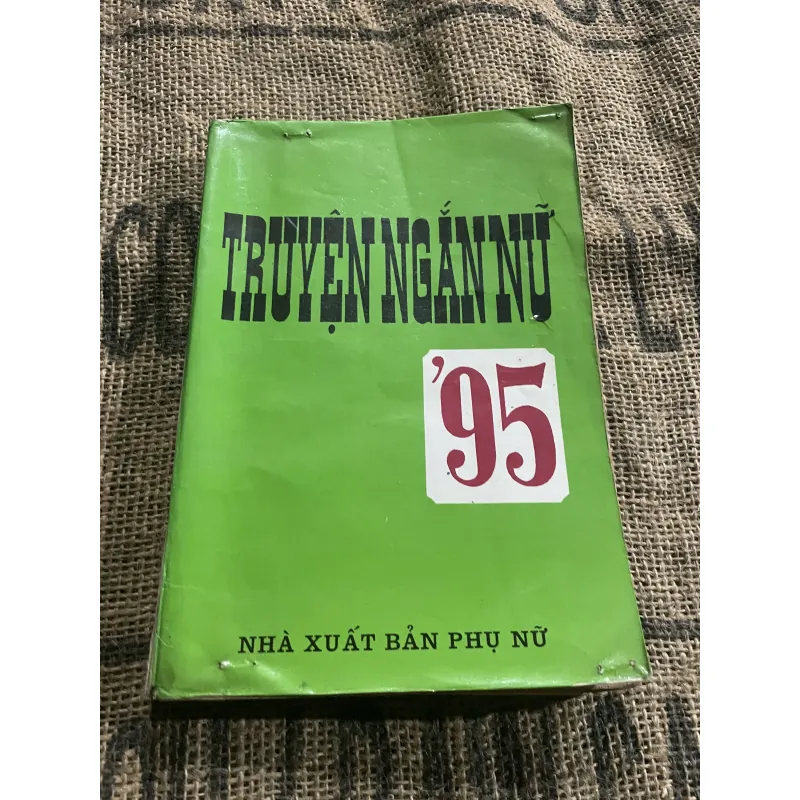 TRUYỆN NGẮN NỮ
’95
NHÀ XUẤT BẢN PHỤ NỮ